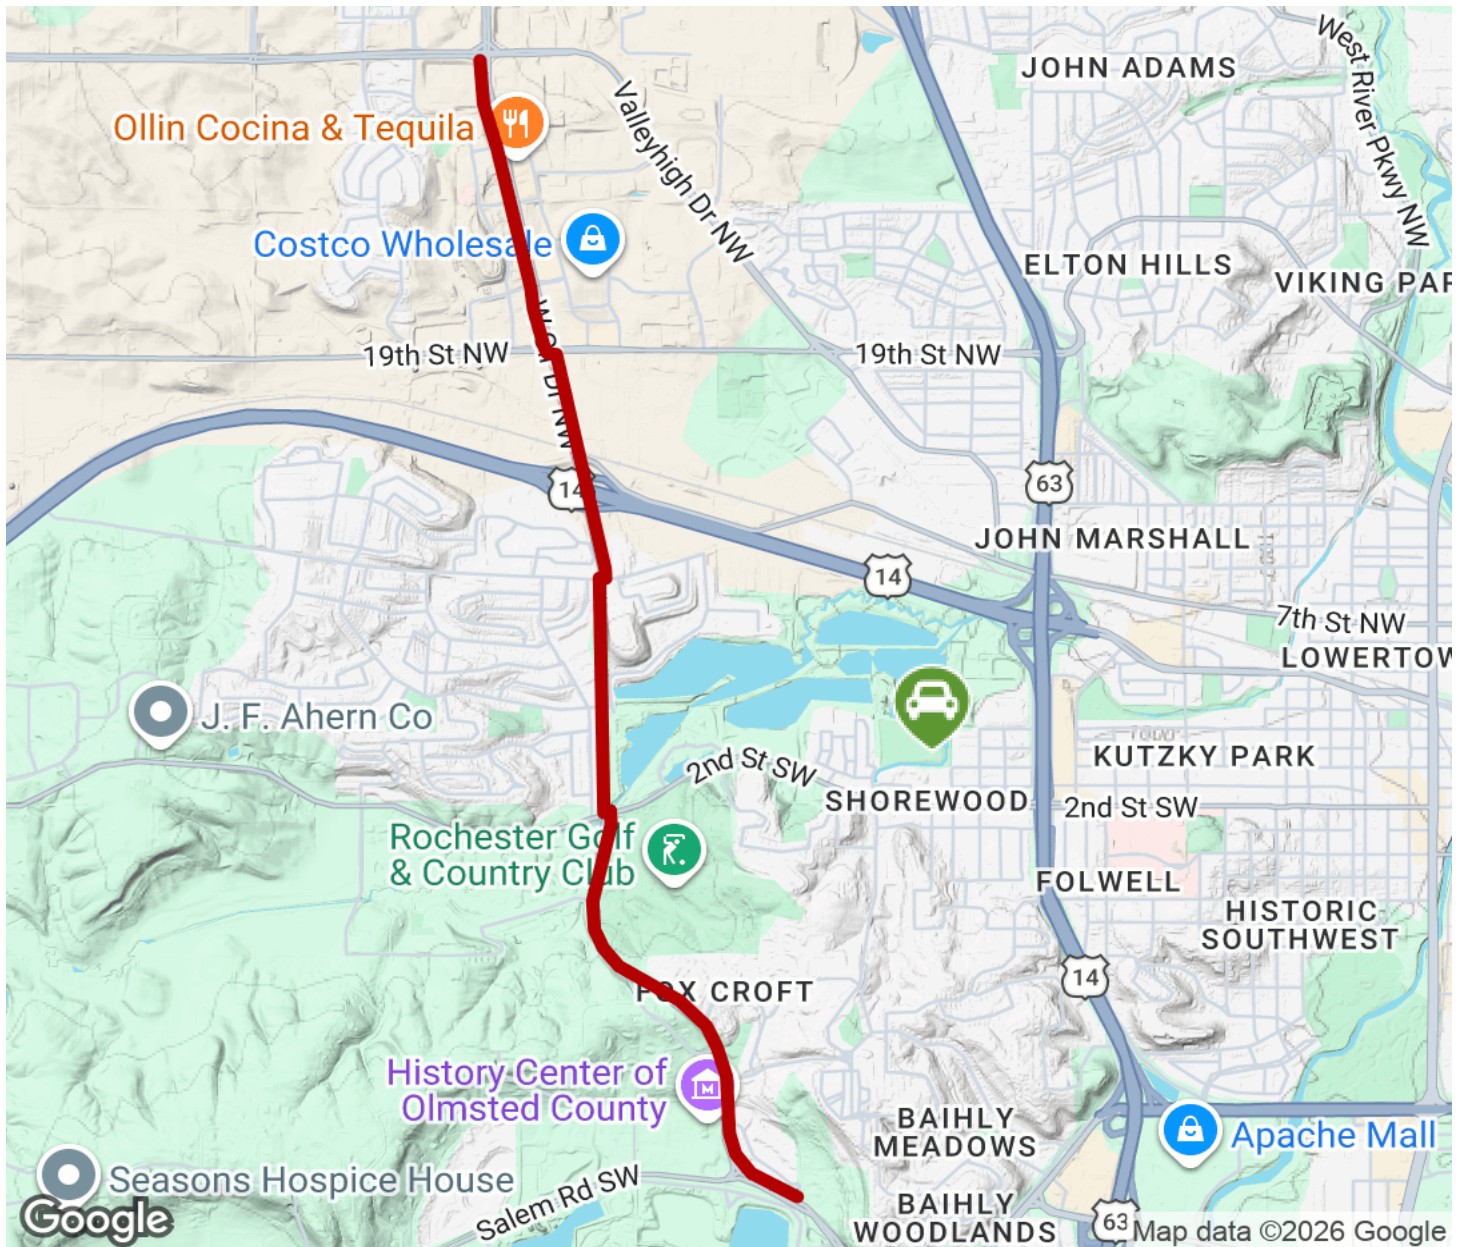 West River Pkwy NW
JOHN ADAMS
Ollin Cocina & Tequila
Valleyhigh Dr NW
Costco Wholesale
ELTON HILLS
VIKING PAR
19th St NW
19th St NW
14
63
JOHN MARSHALL
14
7th St NW
LOWERTOW
J. F. Ahern Co
2nd St SW
KUTZKY PARK
SHOREWOOD
2nd St SW
Rochester Golf
& Country Club
FOLWELL
HISTORIC
SOUTHWEST
14
FOX CROFT
History Center of
Olmsted County
BAIHLY
MEADOWS
Apache Mall
Seasons Hospice House
Salem Rd SW
BAIHLY
WOODLANDS
63
Google
Map data ©2026 Google